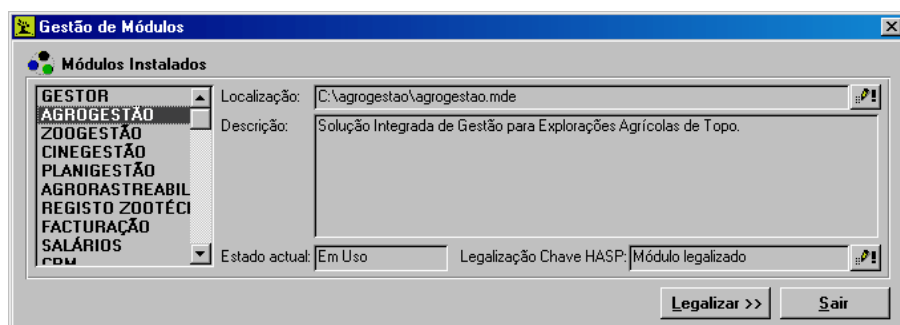 Gestão de Módulos
Módulos Instalados
GESTOR
AGROGESTÃO
ZOOGESTÃO
CINEGESTÃO
PLANIGESTÃO
AGRORASTREABIL
REGISTO ZOOTÉCI
FACTURAÇÃO
SALÁRIOS
CRM
Localização: C:\agrogestao\agrogestao.mde
Descrição: Solução Integrada de Gestão para Explorações Agrícolas de Topo.
Estado actual: Em Uso Legalização Chave HASP: Módulo legalizado
Legalizar >> Sair